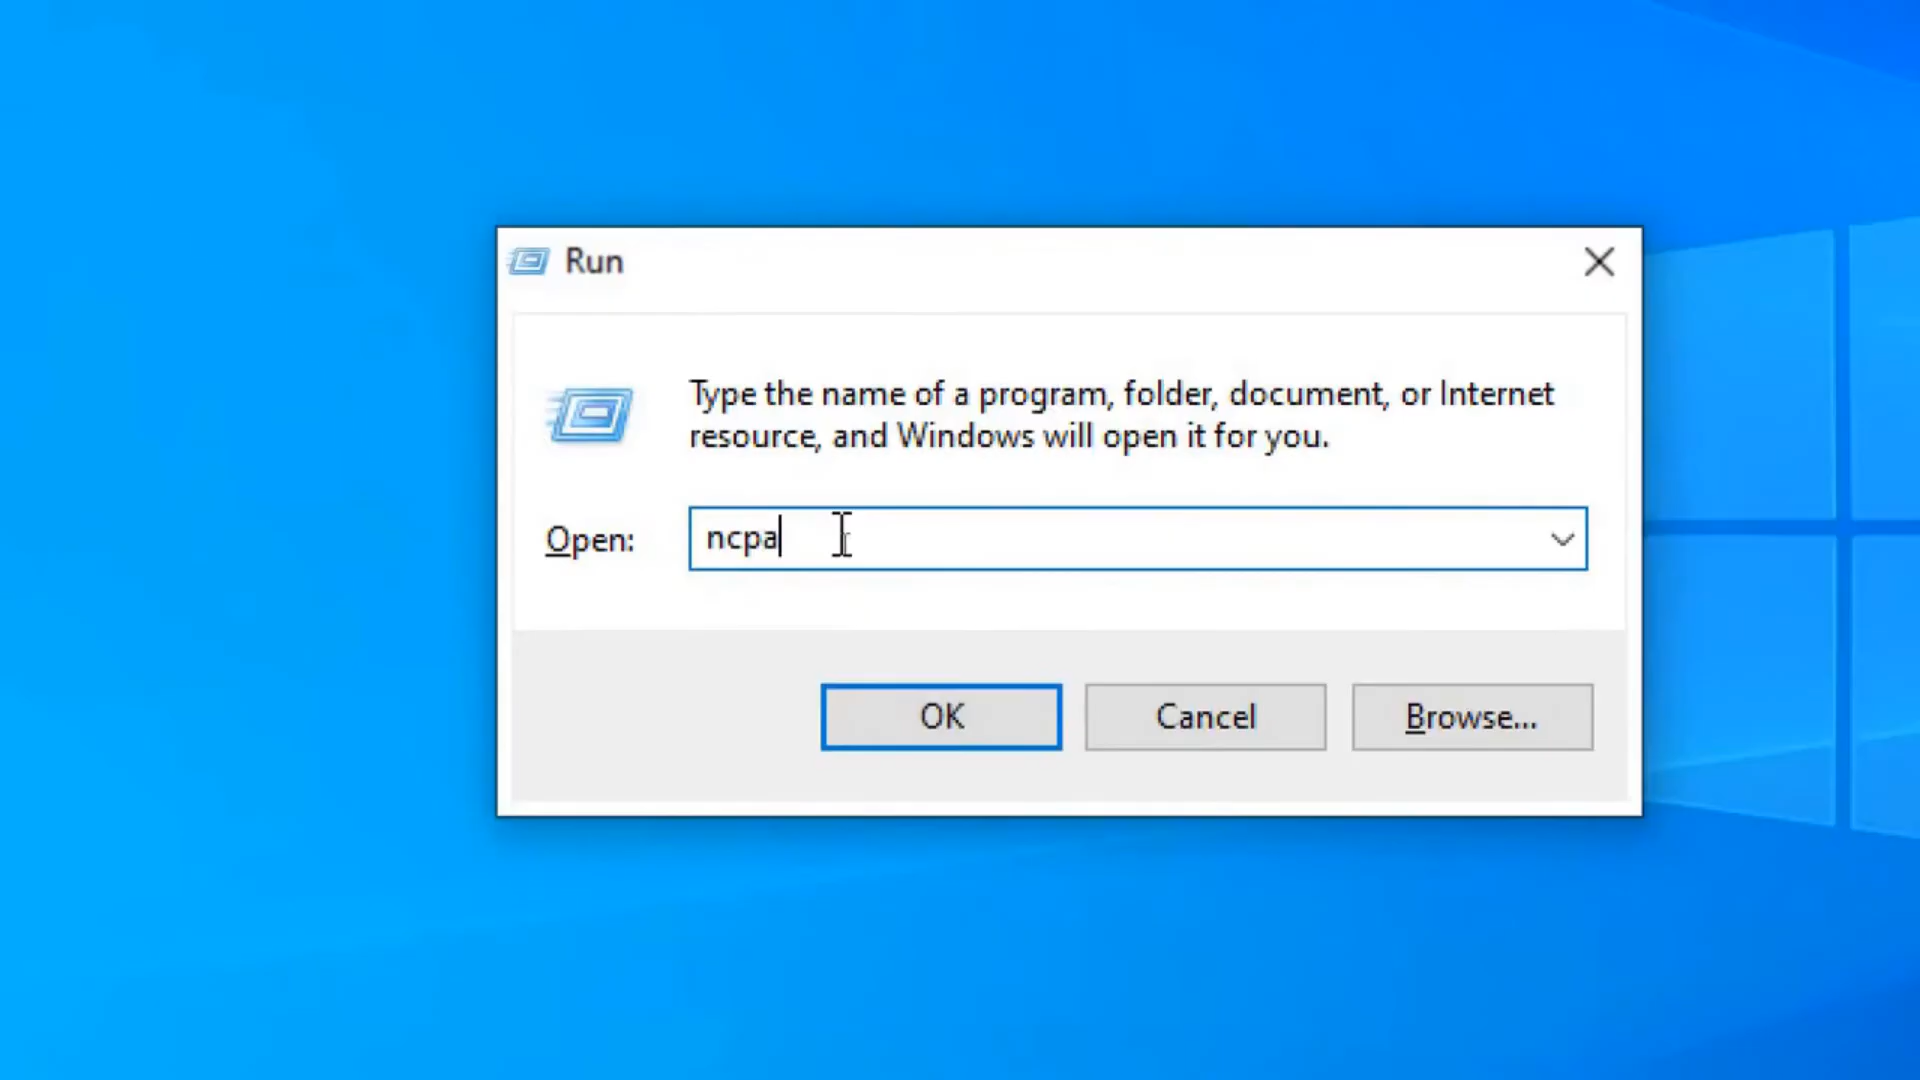 Run
Type the name of a program, folder, document, or Internet
resource, and Windows will open it for you.
Open:
ncpa
OK
Cancel
Browse...